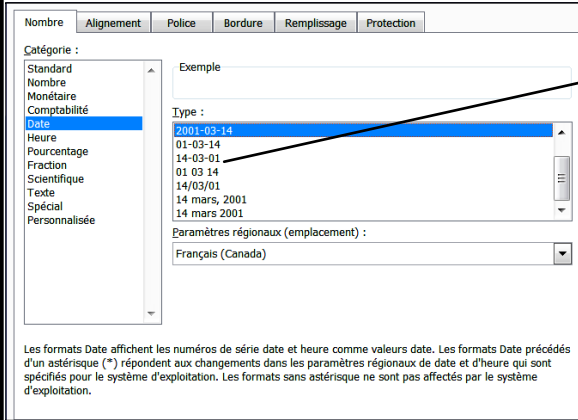 Nombre Alignement Police Bordure Remplissage Protection
Catégorie :
Standard
Nombre
Monétaire
Comptabilité
Date
Heure
Pourcentage
Fraction
Scientifique
Texte
Spécial
Personnalisée
Exemple
Type :
2001-03-14
01-03-14
14-03-01
01 03 14
14/03/01
14 mars, 2001
14 mars 2001
Paramètres régionaux (emplacement) :
Français (Canada)
Les formats Date affichent les numéros de série date et heure comme valeurs date. Les formats Date précédés
d'un astérisque (*) répondent aux changements dans les paramètres régionaux de date et d'heure qui sont
spécifiés pour le système d'exploitation. Les formats sans astérisque ne sont pas affectés par le système
d'exploitation.